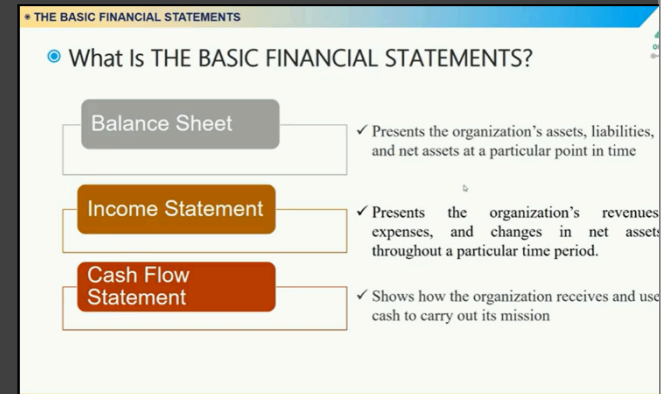 THE BASIC FINANCIAL STATEMENTS
What Is THE BASIC FINANCIAL STATEMENTS?
Balance Sheet
✓ Presents the organization's assets, liabilities,
and net assets at a particular point in time
Income Statement
✓ Presents the organization's revenues
expenses, and changes in net assets
throughout a particular time period.
Cash Flow
Statement
✓ Shows how the organization receives and use
cash to carry out its mission